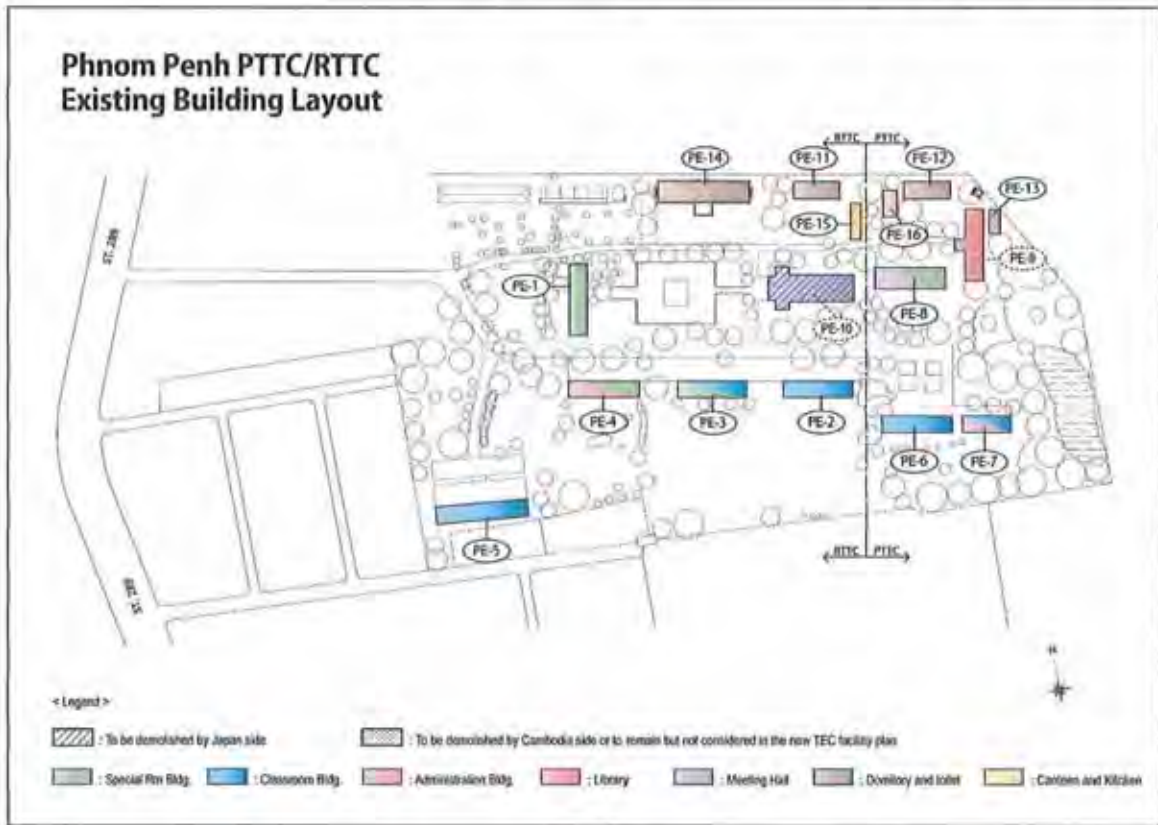 Phnom Penh PTTC/RTTC
Existing Building Layout
RTTC PTTC
PE-14
PE-11
PE-12
PE-13
PE-15
PE-16
PE-9
PE-1
PE-8
PE-10
PE-4
PE-3
PE-2
PE-6
PE-7
PE-5
RTTC PTTC
< Legend >
: To be demolished by Japan side
: To be demolished by Cambodia side or to remain but not considered in the new TEC facility plan
: Special Rm Bldg.
: Classroom Bldg.
: Administration Bldg.
: Library
: Meeting Hall
: Dormitory and toilet
: Canteen and Kitchen